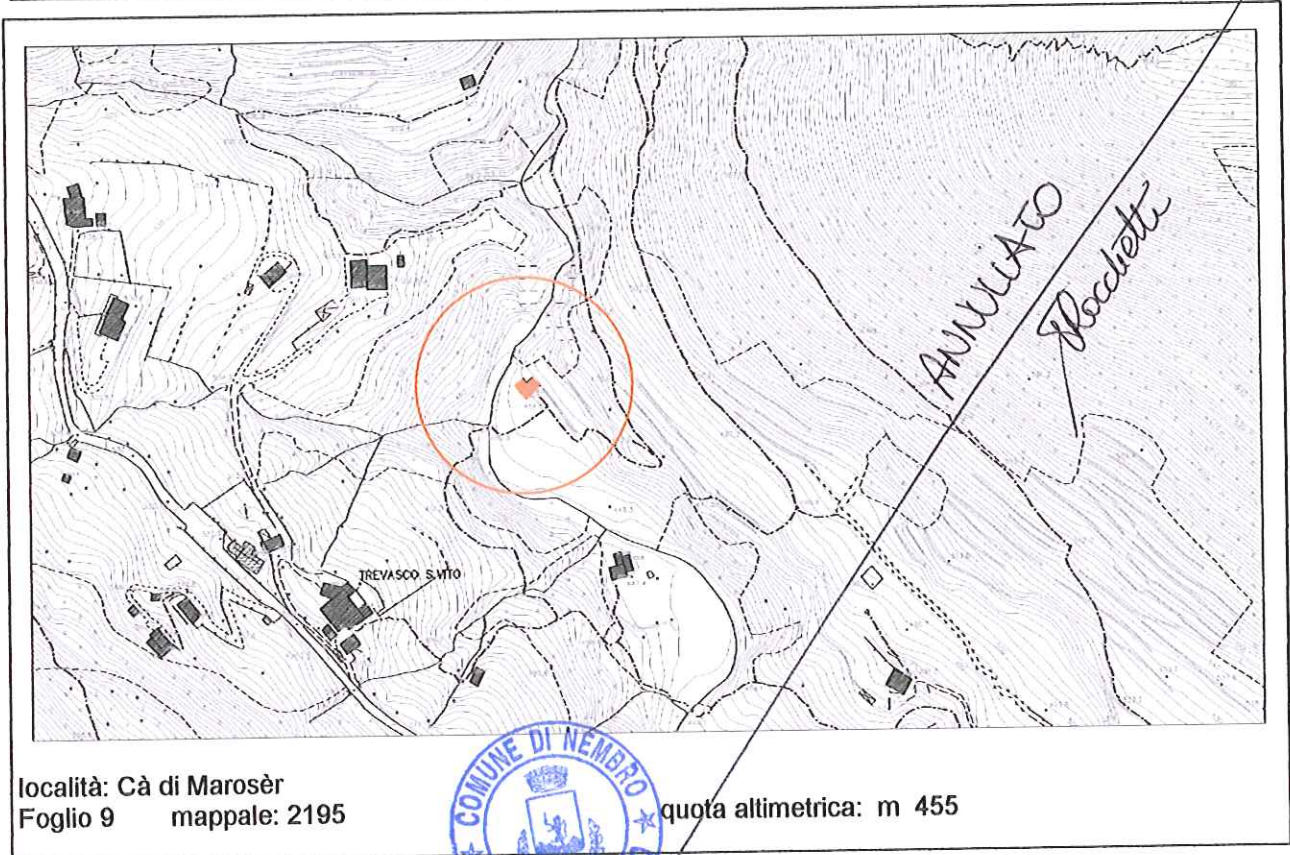 ANNULLATO
TREVASCO S.VITO
COMUNE DI NEMBRO
località: Cà di Marosèr
Foglio 9 mappale: 2195 quota altimetrica: m 455